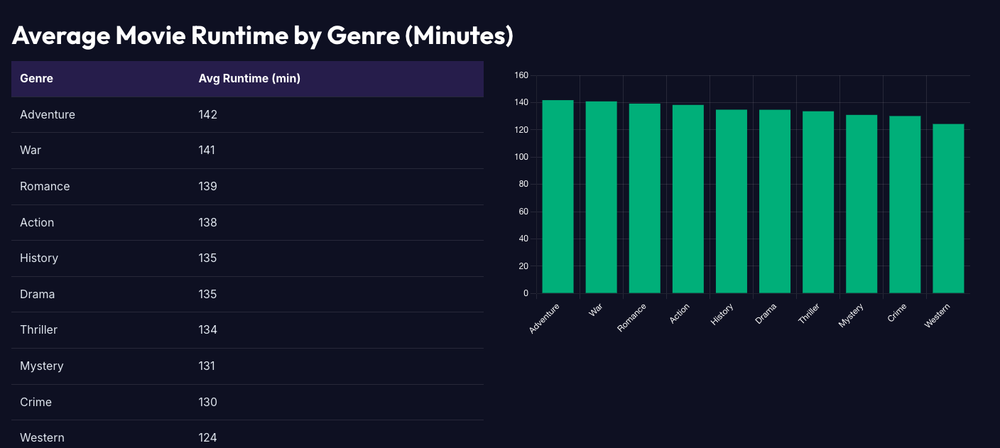 Average Movie Runtime by Genre (Minutes)
Genre Avg Runtime (min)
Adventure 142
War 141
Romance 139
Action 138
History 135
Drama 135
Thriller 134
Mystery 131
Crime 130
Western 124
160
140
120
100
80
60
40
20
0
Adventure War Romance Action History Drama Thriller Mystery Crime Western